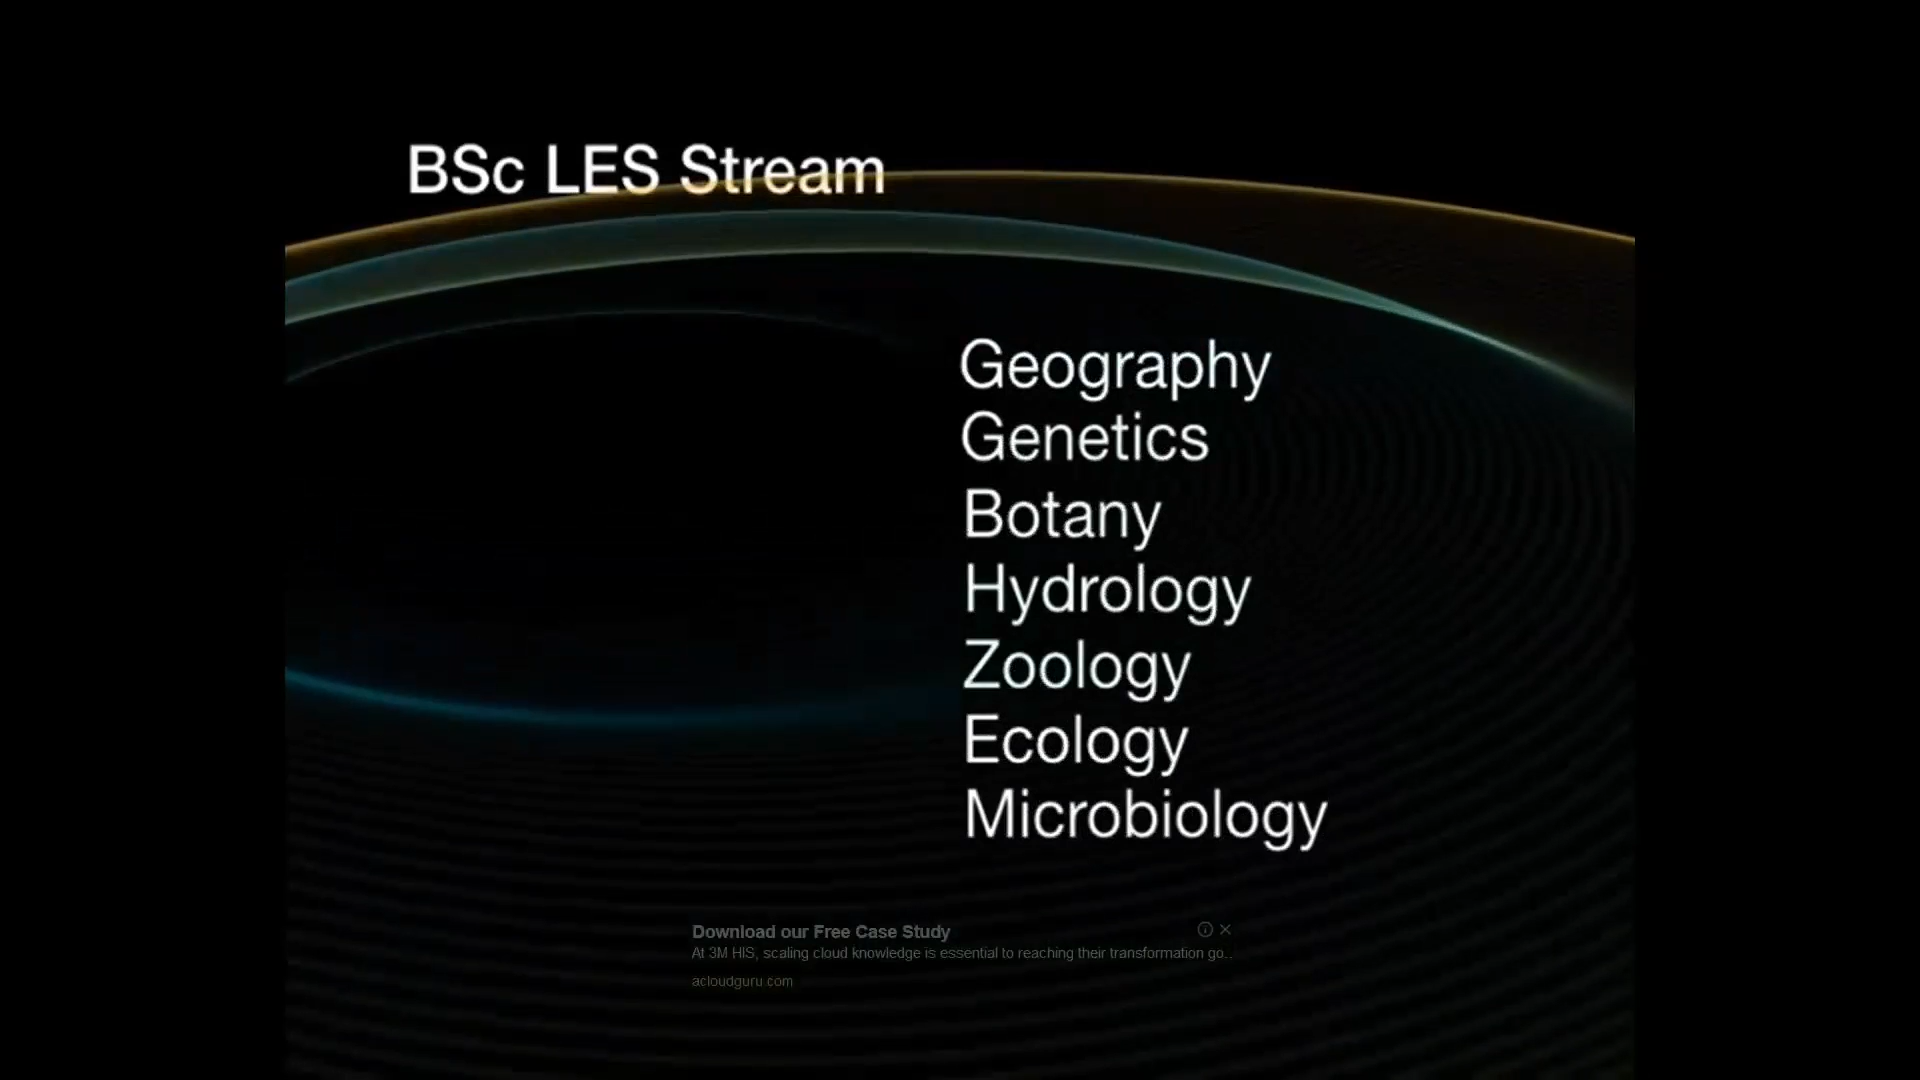 BSc LES Stream
Geography
Genetics
Botany
Hydrology
Zoology
Ecology
Microbiology
Download our Free Case Study
At 3M HIS, scaling cloud knowledge is essential to reaching their transformation go..
acloudguru.com